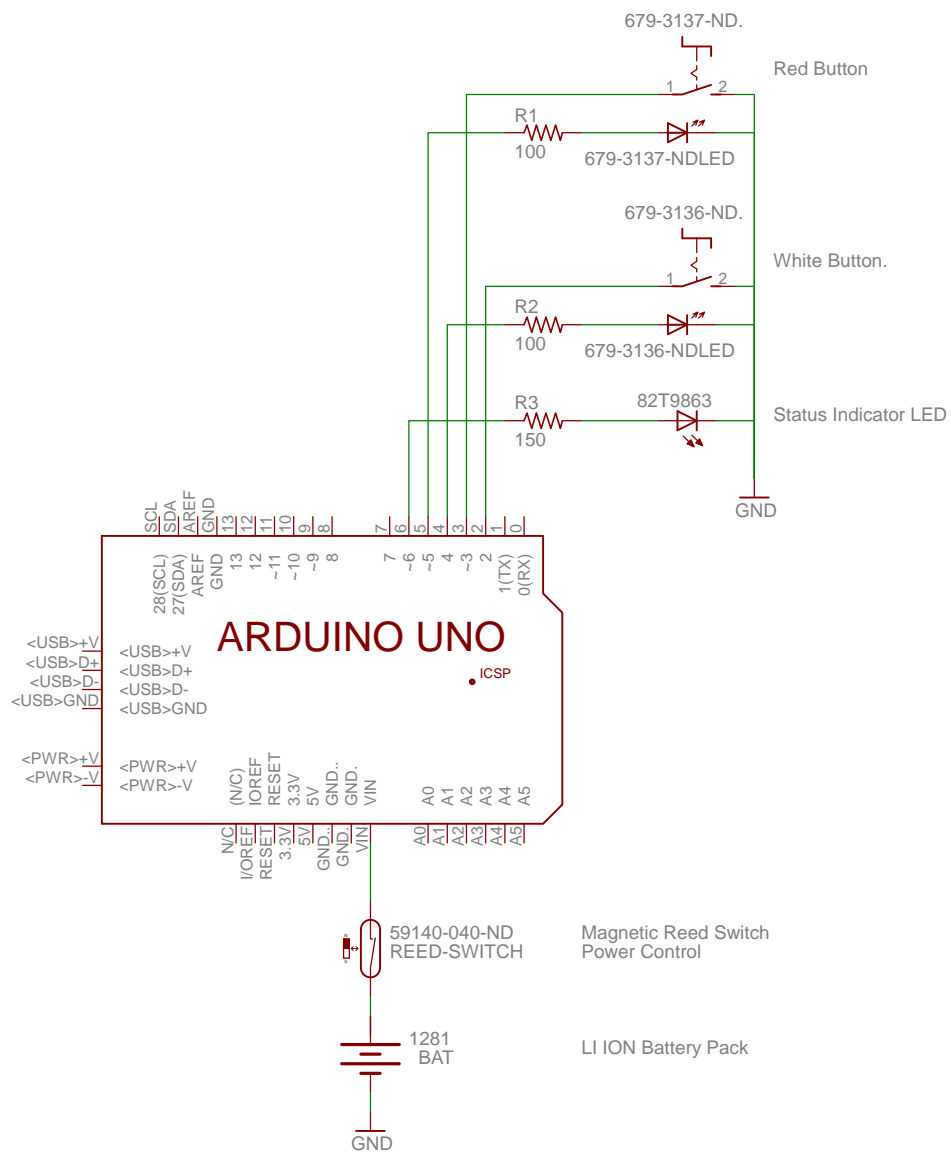 679-3137-ND.
Red Button
1 2
R1
100
679-3137-NDLED
679-3136-ND.
White Button.
1 2
R2
100
679-3136-NDLED
R3
150
82T9863
Status Indicator LED
GND
SCL SDA AREF GND 13 12 11 10 9 8 7 6 5 4 3 2 1 0
28(SCL) 27(SDA) AREF GND 13 12 ~11 ~10 ~9 8 7 ~6 ~5 4 ~3 2 1(TX) 0(RX)
ARDUINO UNO
ICSP
<USB>+V <USB>+V
<USB>D+ <USB>D+
<USB>D- <USB>D-
<USB>GND <USB>GND
<PWR>+V <PWR>+V
<PWR>-V <PWR>-V
(N/C) IOREF RESET 3.3V 5V GND.. GND. VIN A0 A1 A2 A3 A4 A5
N/C I/OREF RESET 3.3V 5V GND.. GND. VIN A0 A1 A2 A3 A4 A5
59140-040-ND
REED-SWITCH
Magnetic Reed Switch
Power Control
1281
BAT
LI ION Battery Pack
GND